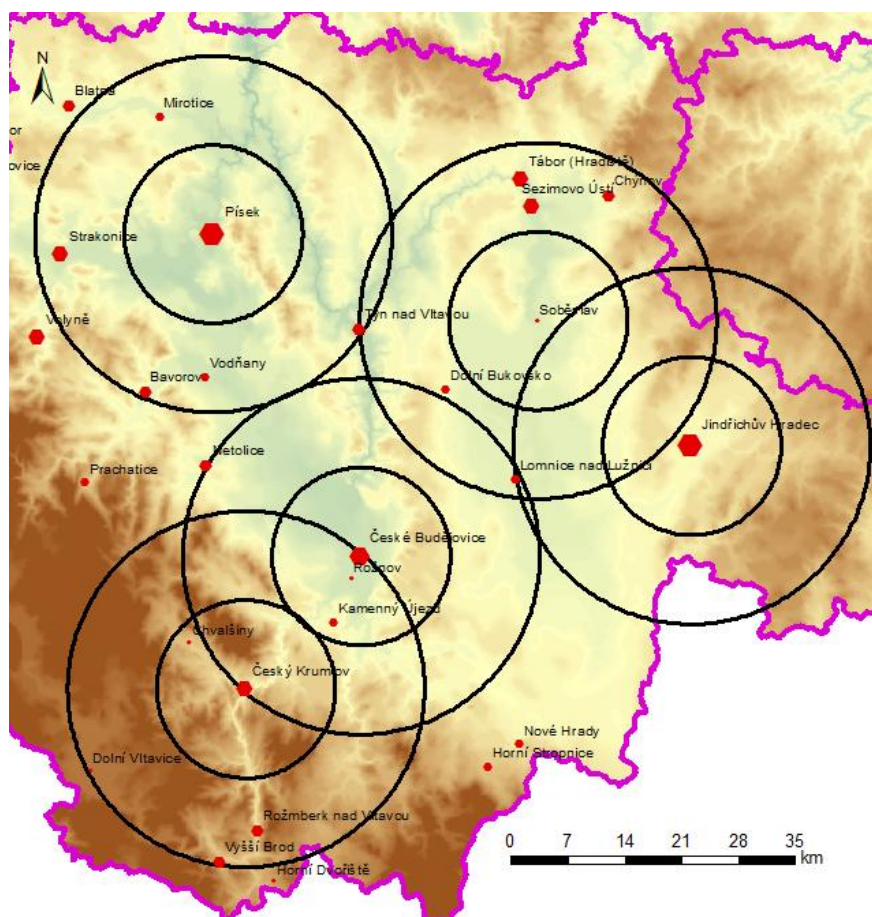 N
Blatná
Mirotice
or
ovice
Písek
Tábor (Hradiště)
Sezimovo Ústí
Chýnov
Strakonice
Soběslav
Týn nad Vltavou
Volyně
Vodňany
Bavorov
Dolní Bukovsko
Jindřichův Hradec
Netolice
Lomnice nad Lužnicí
Prachatice
České Budějovice
Rožnov
Kamenný Újezd
Chvalšiny
Český Krumlov
Nové Hrady
Horní Stropnice
Dolní Vltavice
Rožmberk nad Vltavou
Vyšší Brod
Horní Dvořiště
0 7 14 21 28 35
km